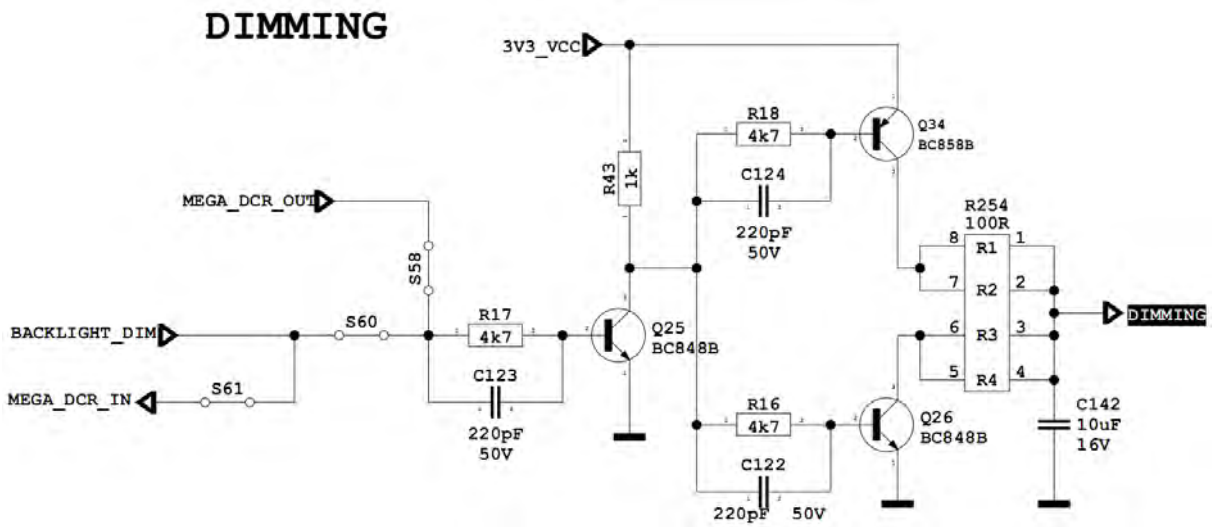 DIMMING
3V3_VCC
R18
4k7
Q34
BC858B
R43
1k
C124
220pF
50V
MEGA_DCR_OUT
S58
R254
100R
8 R1 1
7 R2 2
6 R3 3
5 R4 4
DIMMING
BACKLIGHT_DIM
S60
R17
4k7
Q25
BC848B
MEGA_DCR_IN
S61
C123
220pF
50V
R16
4k7
Q26
BC848B
C142
10uF
16V
C122
220pF 50V